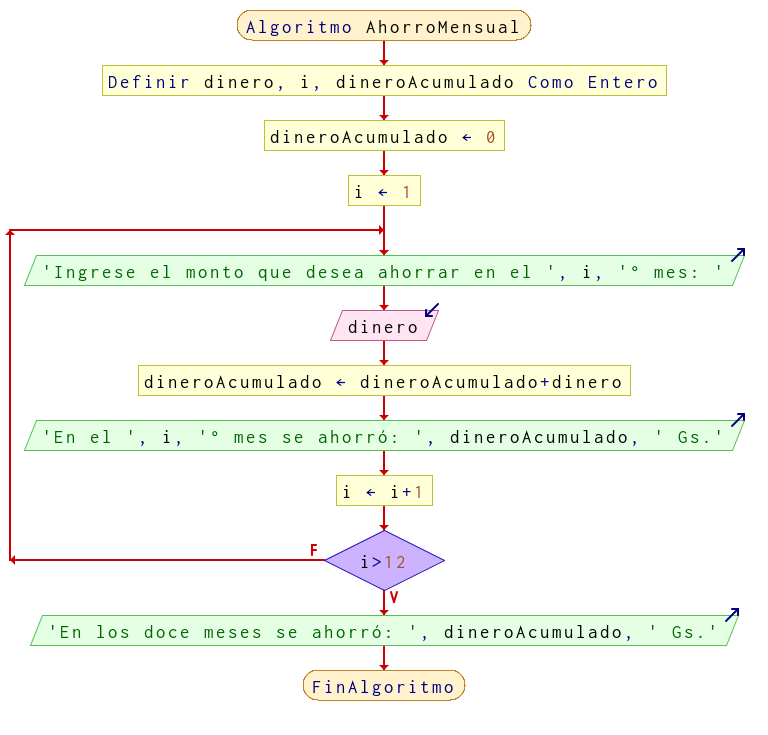 Algoritmo AhorroMensual
Definir dinero, i, dineroAcumulado Como Entero
dineroAcumulado ← 0
i ← 1
'Ingrese el monto que desea ahorrar en el ', i, '° mes: '
dinero
dineroAcumulado ← dineroAcumulado+dinero
'En el ', i, '° mes se ahorró: ', dineroAcumulado, ' Gs.'
i ← i+1
F
i>12
V
'En los doce meses se ahorró: ', dineroAcumulado, ' Gs.'
FinAlgoritmo